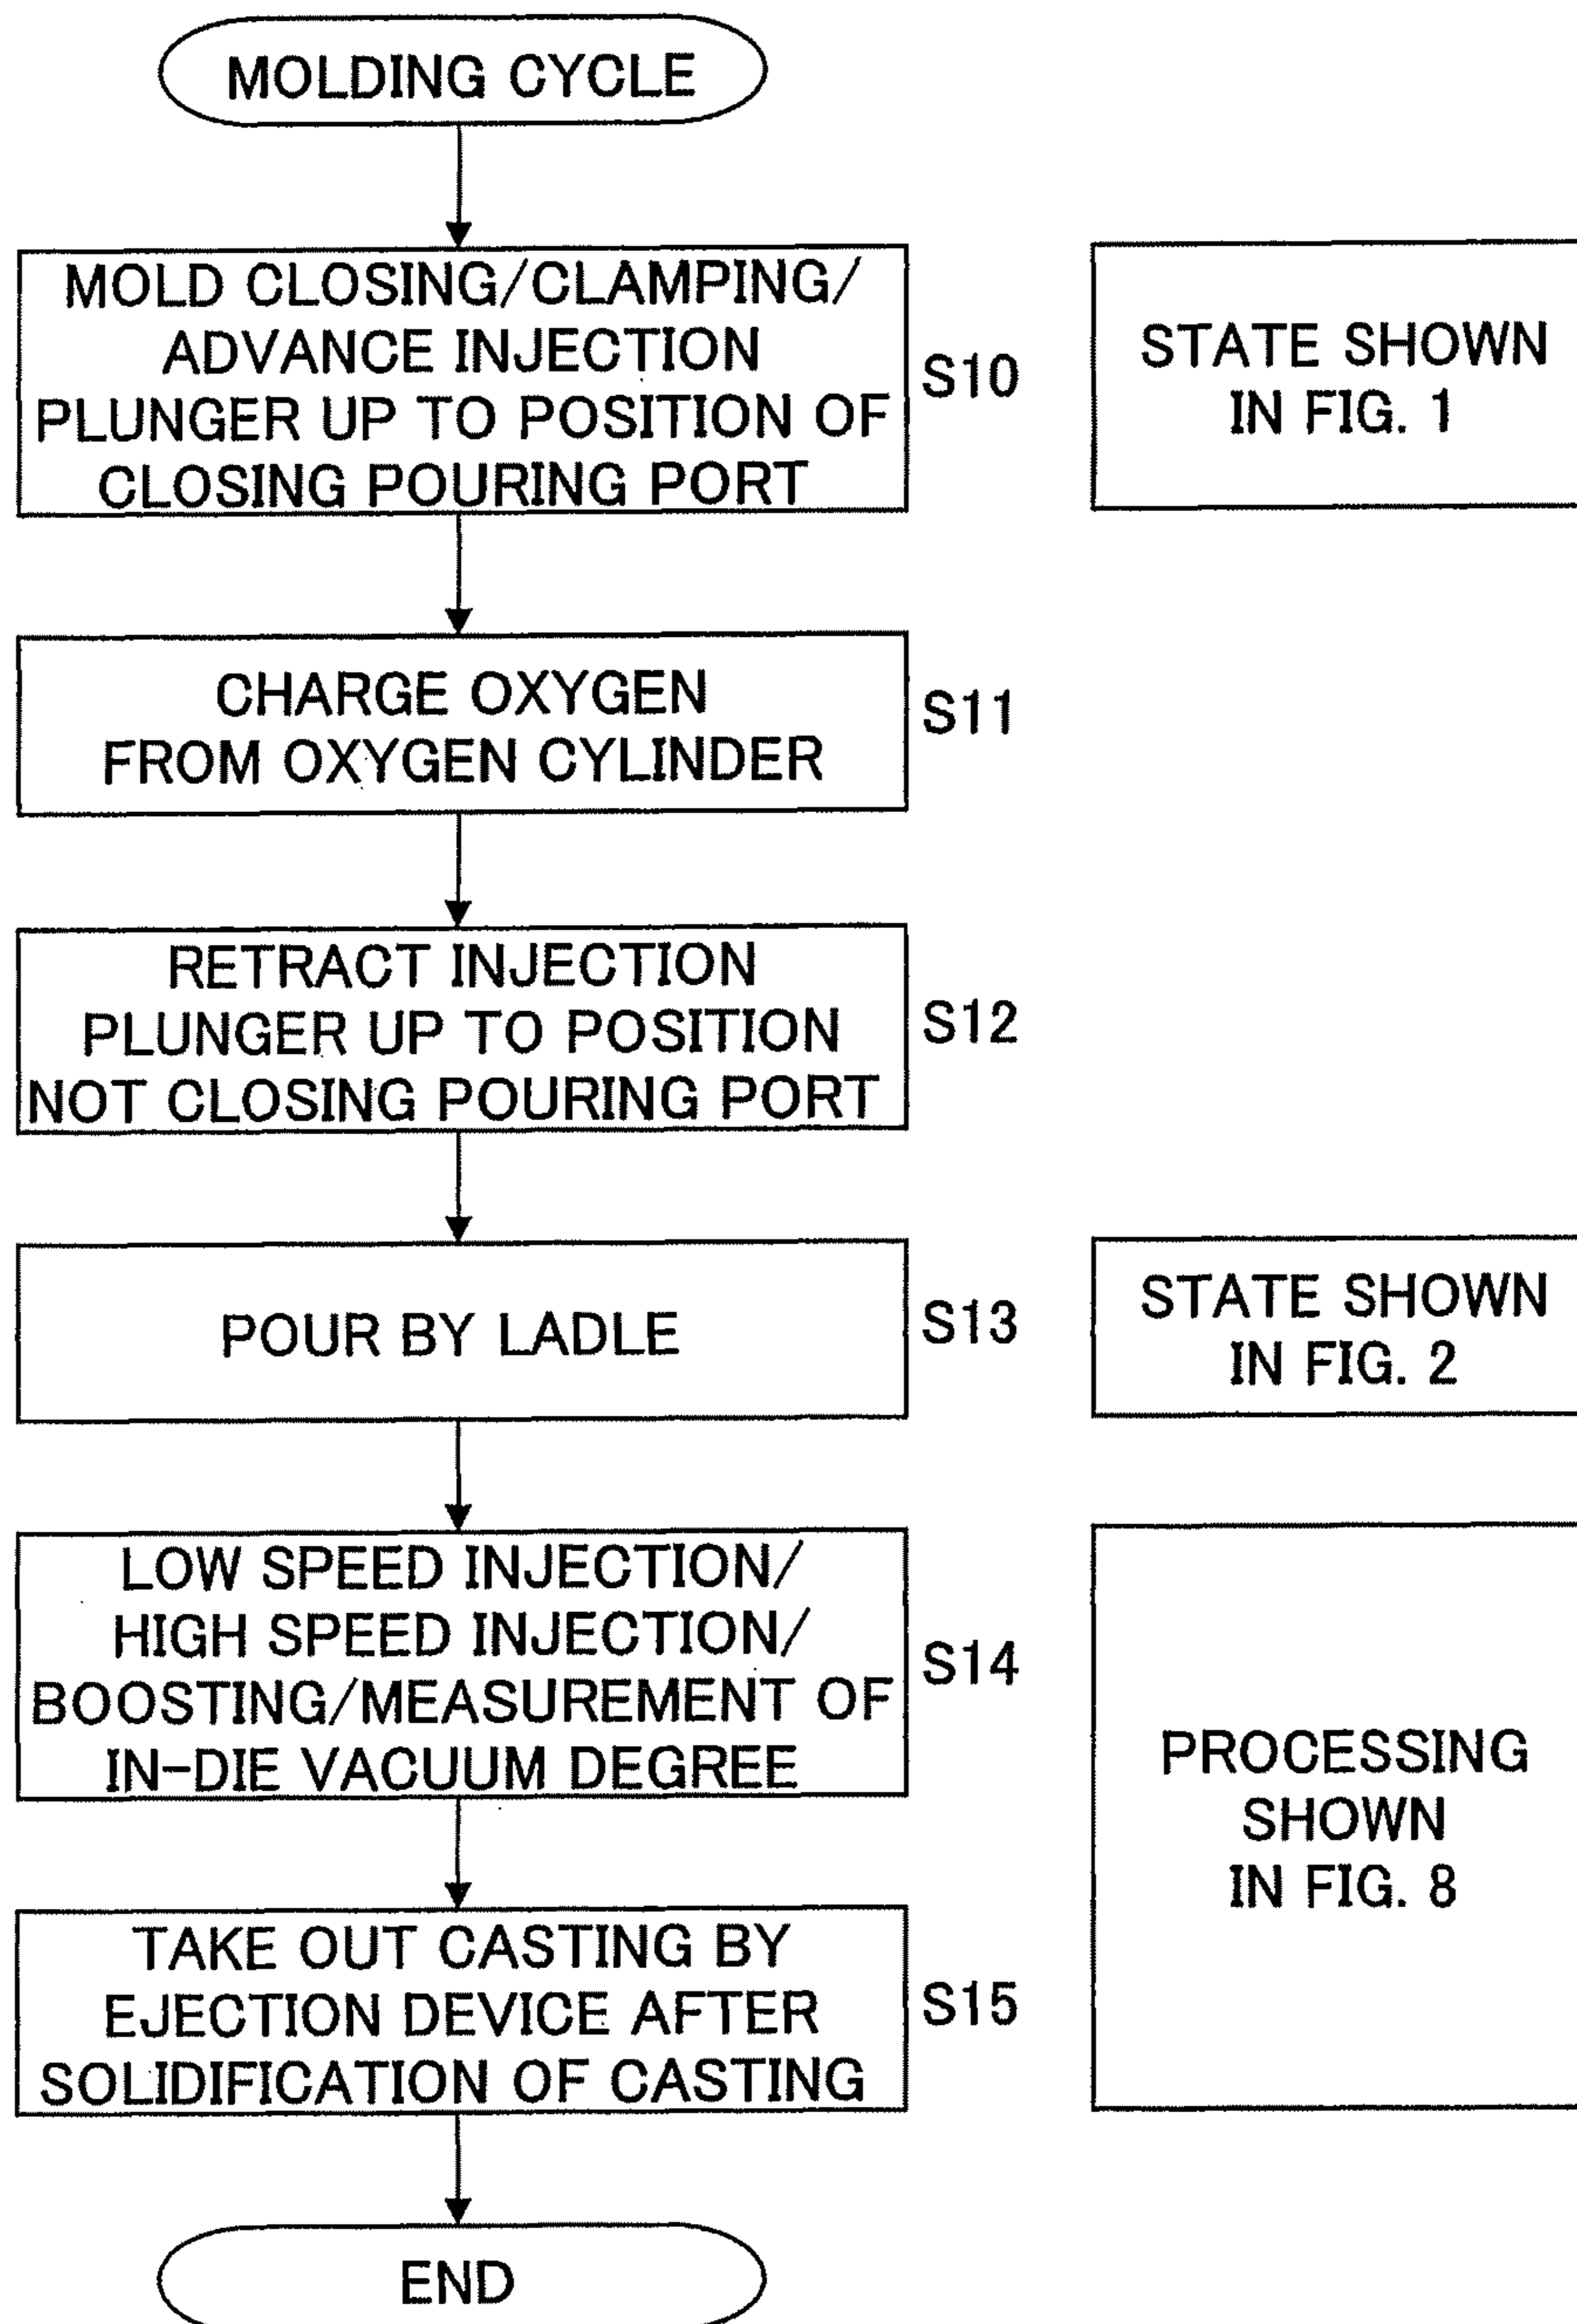 MOLDING CYCLE
MOLD CLOSING/CLAMPING/
ADVANCE INJECTION
PLUNGER UP TO POSITION OF
CLOSING POURING PORT
S10
STATE SHOWN
IN FIG. 1
CHARGE OXYGEN
FROM OXYGEN CYLINDER
S11
RETRACT INJECTION
PLUNGER UP TO POSITION
NOT CLOSING POURING PORT
S12
POUR BY LADLE
S13
STATE SHOWN
IN FIG. 2
LOW SPEED INJECTION/
HIGH SPEED INJECTION/
BOOSTING/MEASUREMENT OF
IN-DIE VACUUM DEGREE
S14
PROCESSING
SHOWN
IN FIG. 8
TAKE OUT CASTING BY
EJECTION DEVICE AFTER
SOLIDIFICATION OF CASTING
S15
END